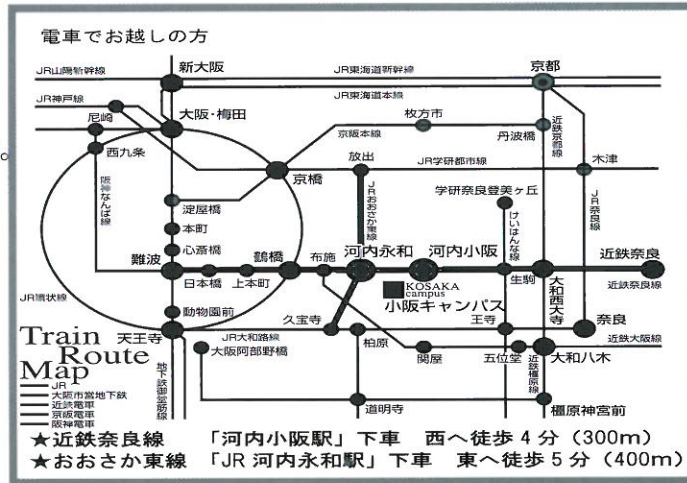 電車でお越しの方
JR山陽新幹線
新大阪
JR東海道新幹線
京都
JR東海道本線
JR神戸線
大阪・梅田
尼崎
枚方市
京阪本線
丹波橋
近鉄京都線
西九条
京橋
放出
JR学研都市線
木津
阪神なんば線
淀屋橋
JRおおさか東線
学研奈良登美ヶ丘
けいはんな線
JR奈良線
本町
心斎橋
難波
日本橋
上本町
鶴橋
布施
河内永和
河内小阪
生駒
大和西大寺
近鉄奈良
近鉄奈良線
KOSAKA
campus
小阪キャンパス
JR環状線
動物園前
天王寺
JR大和路線
久宝寺
王寺
奈良
大阪阿部野橋
柏原
関屋
五位堂
大和八木
近鉄大阪線
地下鉄御堂筋線
道明寺
近鉄橿原線
橿原神宮前
Train
Route
Map
JR
大阪市営地下鉄
近鉄電車
京阪電車
阪神電車
★近鉄奈良線 「河内小阪駅」下車 西へ徒歩4分（300m）
★おおさか東線 「JR河内永和駅」下車 東へ徒歩5分（400m）